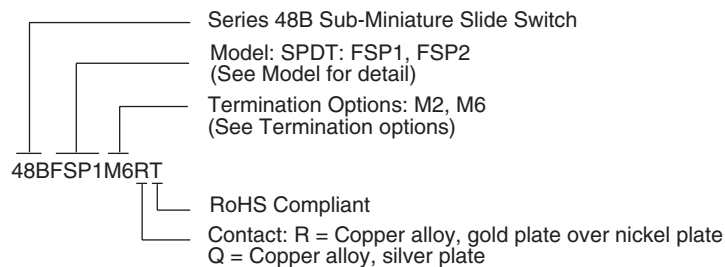 Series 48B Sub-Miniature Slide Switch
Model: SPDT: FSP1, FSP2
(See Model for detail)
Termination Options: M2, M6
(See Termination options)
48BFSP1M6RT
RoHS Compliant
Contact: R = Copper alloy, gold plate over nickel plate
Q = Copper alloy, silver plate